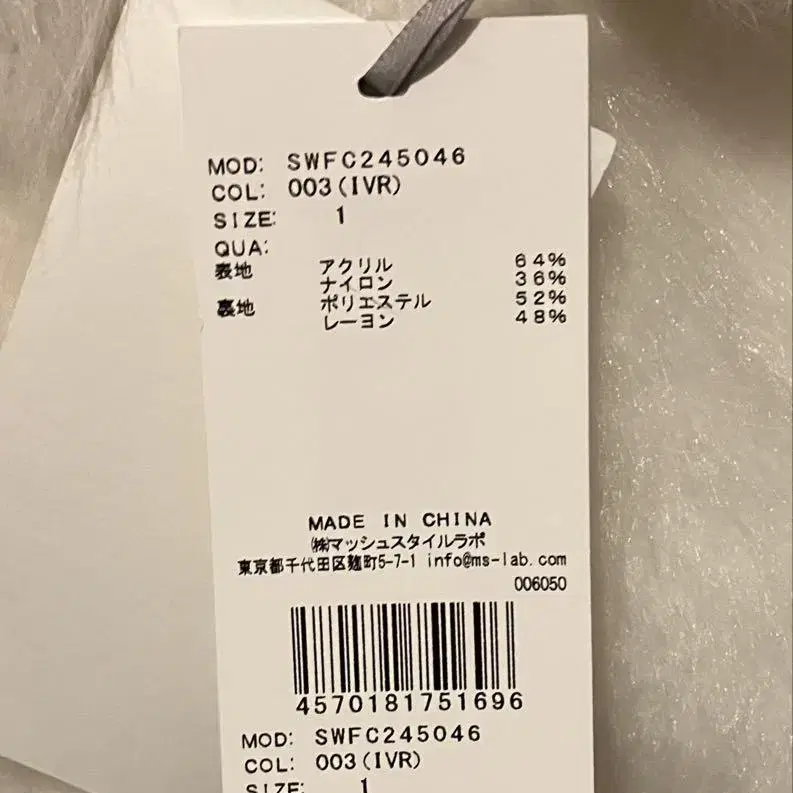 MOD: SWFC245046
COL: 003(IVR)
SIZE: 1
QUA:
表地 アクリル 64%
ナイロン 36%
裏地 ポリエステル 52%
レーヨン 48%
MADE IN CHINA
㈱マッシュスタイルラボ
東京都千代田区麹町5-7-1 info@ms-lab.com
006050
4570181751696
MOD: SWFC245046
COL: 003(IVR)
SIZE: 1